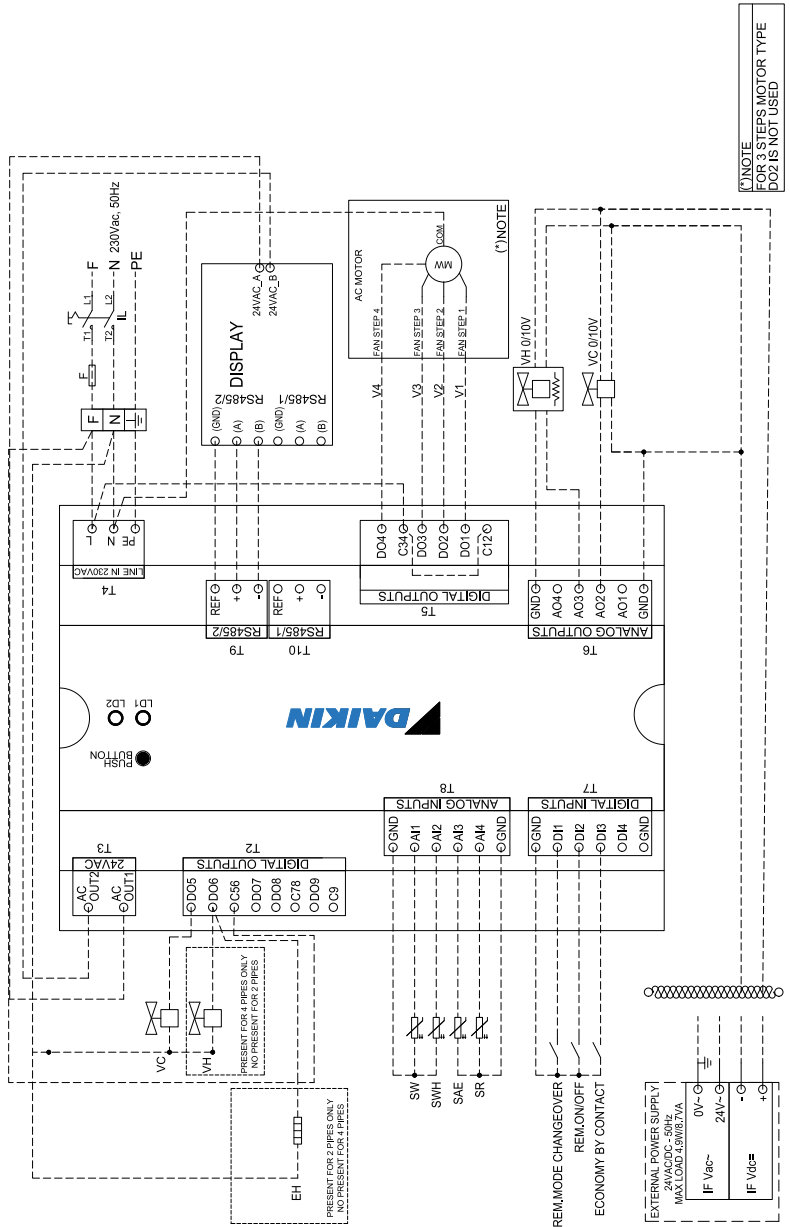 (*)NOTE
FOR 3 STEPS MOTOR TYPE
DO2 IS NOT USED
F
N 230Vac, 50Hz
PE
L1
L2
T1
T2
IL
F
F
N
L
N
PE
LINE IN 230VAC
T4
DISPLAY
24VAC_A
24VAC_B
RS485/2
RS485/1
(GND)
(A)
(B)
(GND)
(A)
(B)
REF
+
-
RS485/2
T9
REF
+
-
RS485/1
T10
AC MOTOR
COM
MW
(*)NOTE
FAN STEP 4
FAN STEP 3
FAN STEP 2
FAN STEP 1
V4
V3
V2
V1
DO4
C34
DO3
DO2
DO1
C12
DIGITAL OUTPUTS
T5
VH 0/10V
VC 0/10V
GND
AO4
AO3
AO2
AO1
GND
ANALOG OUTPUTS
T6
LD2
LD1
PUSH
BUTTON
DAIKIN
T3
24VAC
AC
OUT2
AC
OUT1
T2
DIGITAL OUTPUTS
DO5
DO6
C56
DO7
DO8
C78
DO9
C9
T8
ANALOG INPUTS
GND
AI1
AI2
AI3
AI4
GND
T7
DIGITAL INPUTS
GND
DI1
DI2
DI3
DI4
GND
VC
VH
PRESENT FOR 4 PIPES ONLY
NO PRESENT FOR 2 PIPES
EH
PRESENT FOR 2 PIPES ONLY
NO PRESENT FOR 4 PIPES
SW
SWH
SAE
SR
REM.MODE CHANGEOVER
REM.ON/OFF
ECONOMY BY CONTACT
EXTERNAL POWER SUPPLY
24VAC/DC - 50Hz
MAX LOAD 4.9W/8.7VA
IF Vac~
0V~
24V~
IF Vdc=
-
+